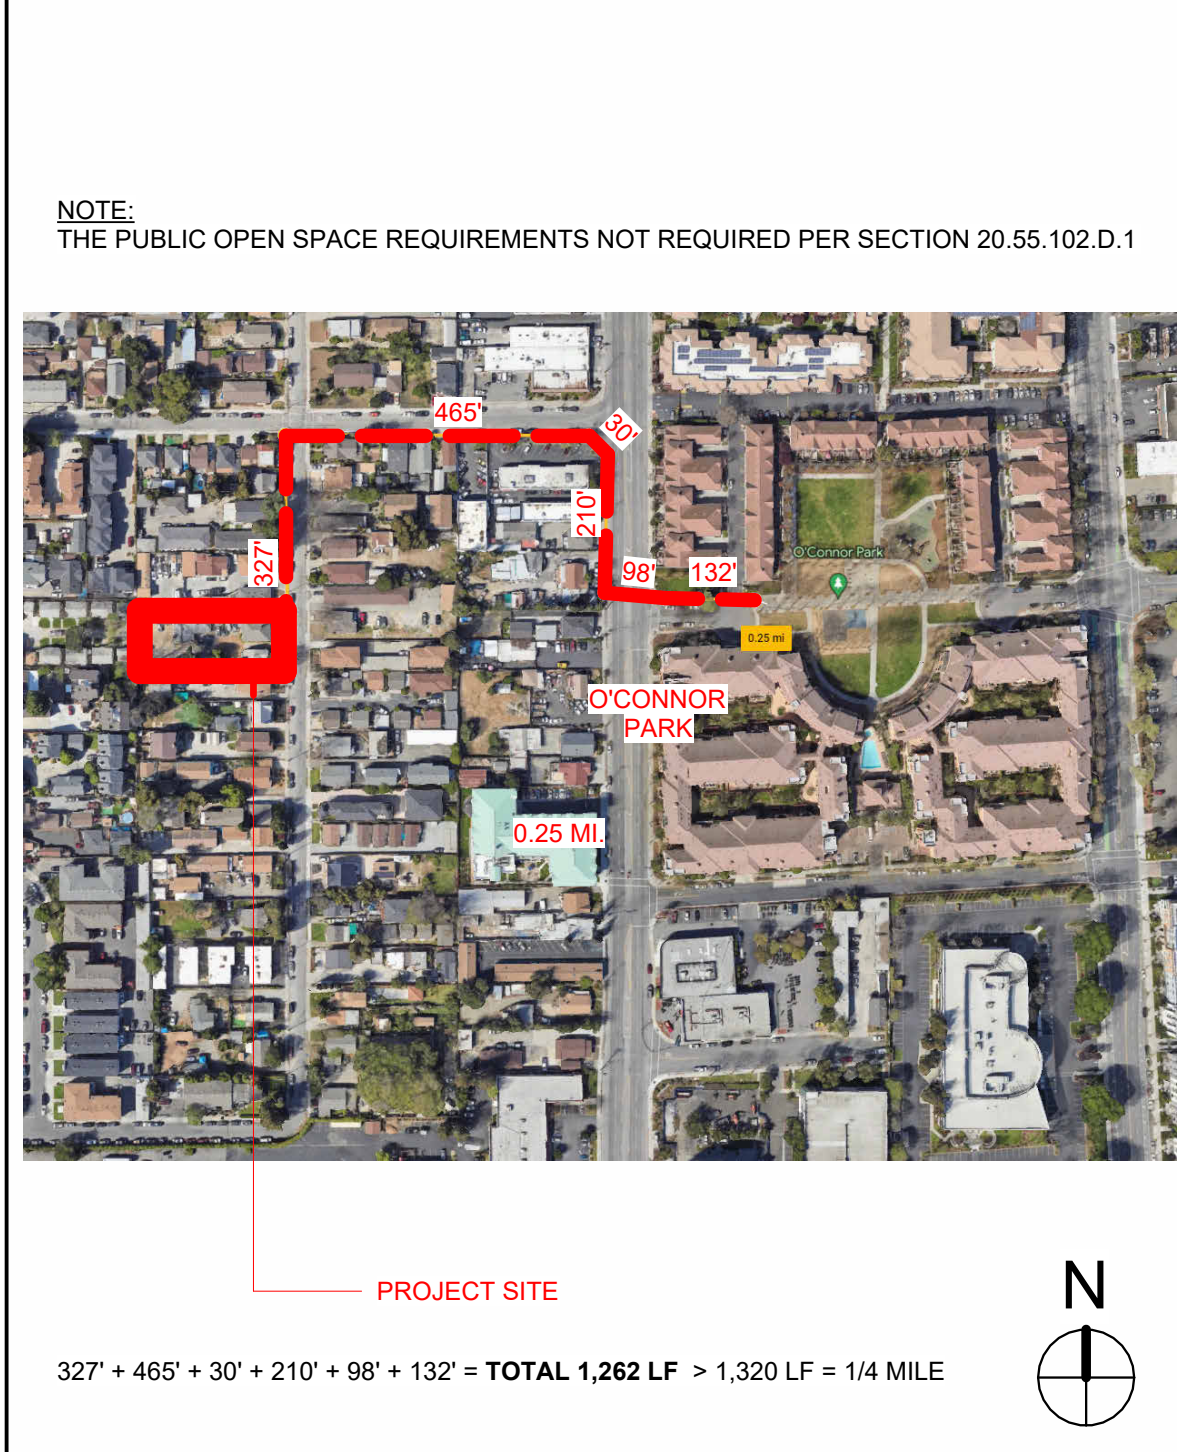 NOTE:
THE PUBLIC OPEN SPACE REQUIREMENTS NOT REQUIRED PER SECTION 20.55.102.D.1
465'
30'
210'
327'
98'
132'
O'Connor Park
0.25 mi
O'CONNOR
PARK
0.25 MI.
PROJECT SITE
N
327' + 465' + 30' + 210' + 98' + 132' = TOTAL 1,262 LF > 1,320 LF = 1/4 MILE